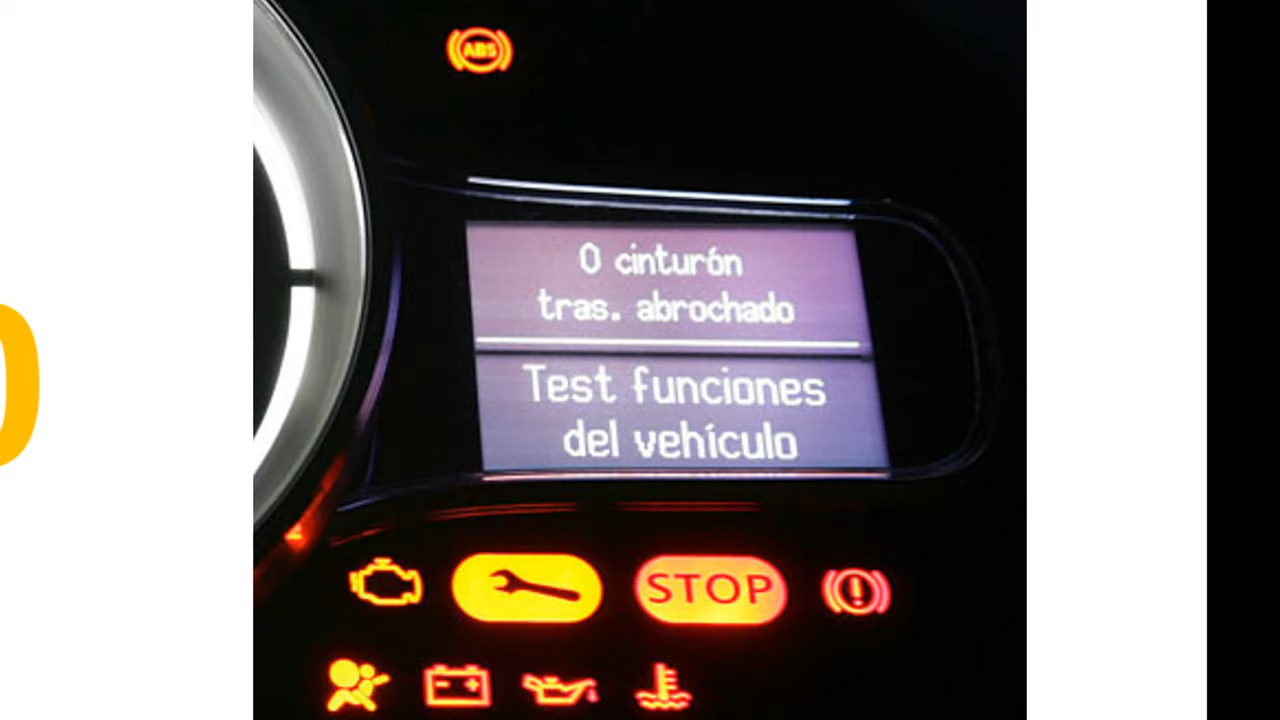 ABS
0 cinturón
tras. abrochado
Test funciones
del vehículo
STOP